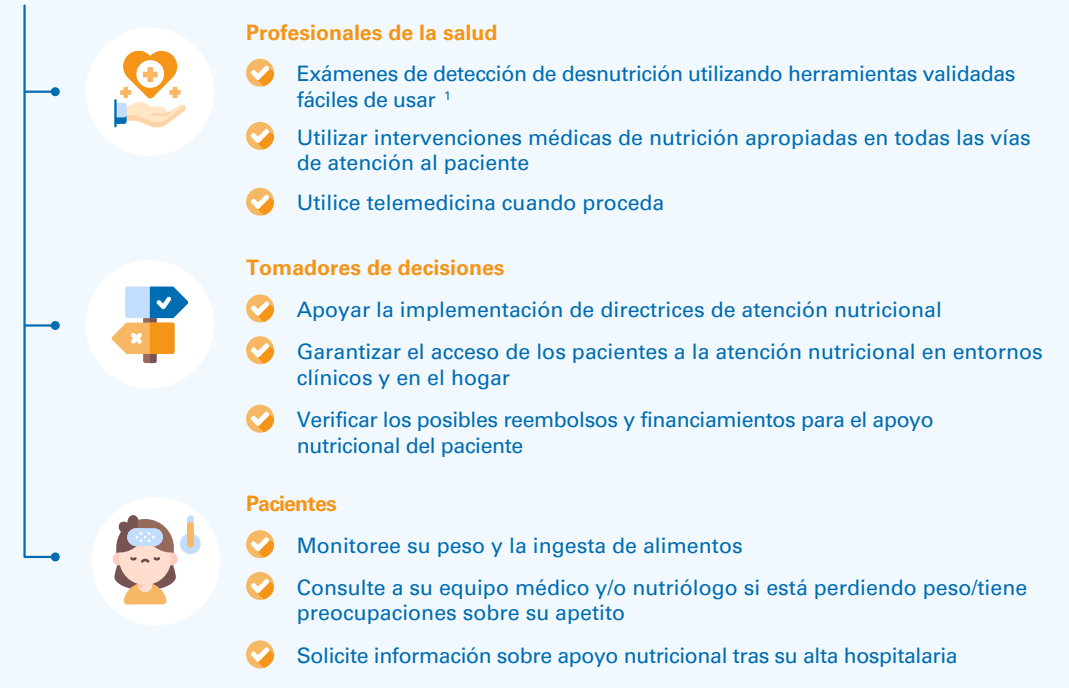 Profesionales de la salud
Exámenes de detección de desnutrición utilizando herramientas validadas
fáciles de usar 1
Utilizar intervenciones médicas de nutrición apropiadas en todas las vías
de atención al paciente
Utilice telemedicina cuando proceda
Tomadores de decisiones
Apoyar la implementación de directrices de atención nutricional
Garantizar el acceso de los pacientes a la atención nutricional en entornos
clínicos y en el hogar
Verificar los posibles reembolsos y financiamientos para el apoyo
nutricional del paciente
Pacientes
Monitoree su peso y la ingesta de alimentos
Consulte a su equipo médico y/o nutriólogo si está perdiendo peso/tiene
preocupaciones sobre su apetito
Solicite información sobre apoyo nutricional tras su alta hospitalaria